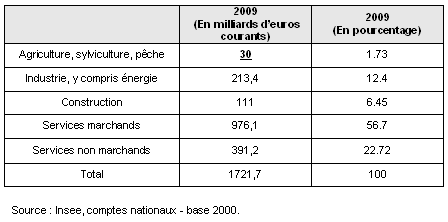 2009
(En milliards d'euros
courants)
2009
(En pourcentage)
Agriculture, sylviculture, pêche 30 1.73
Industrie, y compris énergie 213,4 12.4
Construction 111 6.45
Services marchands 976,1 56.7
Services non marchands 391,2 22.72
Total 1721,7 100
Source : Insee, comptes nationaux - base 2000.